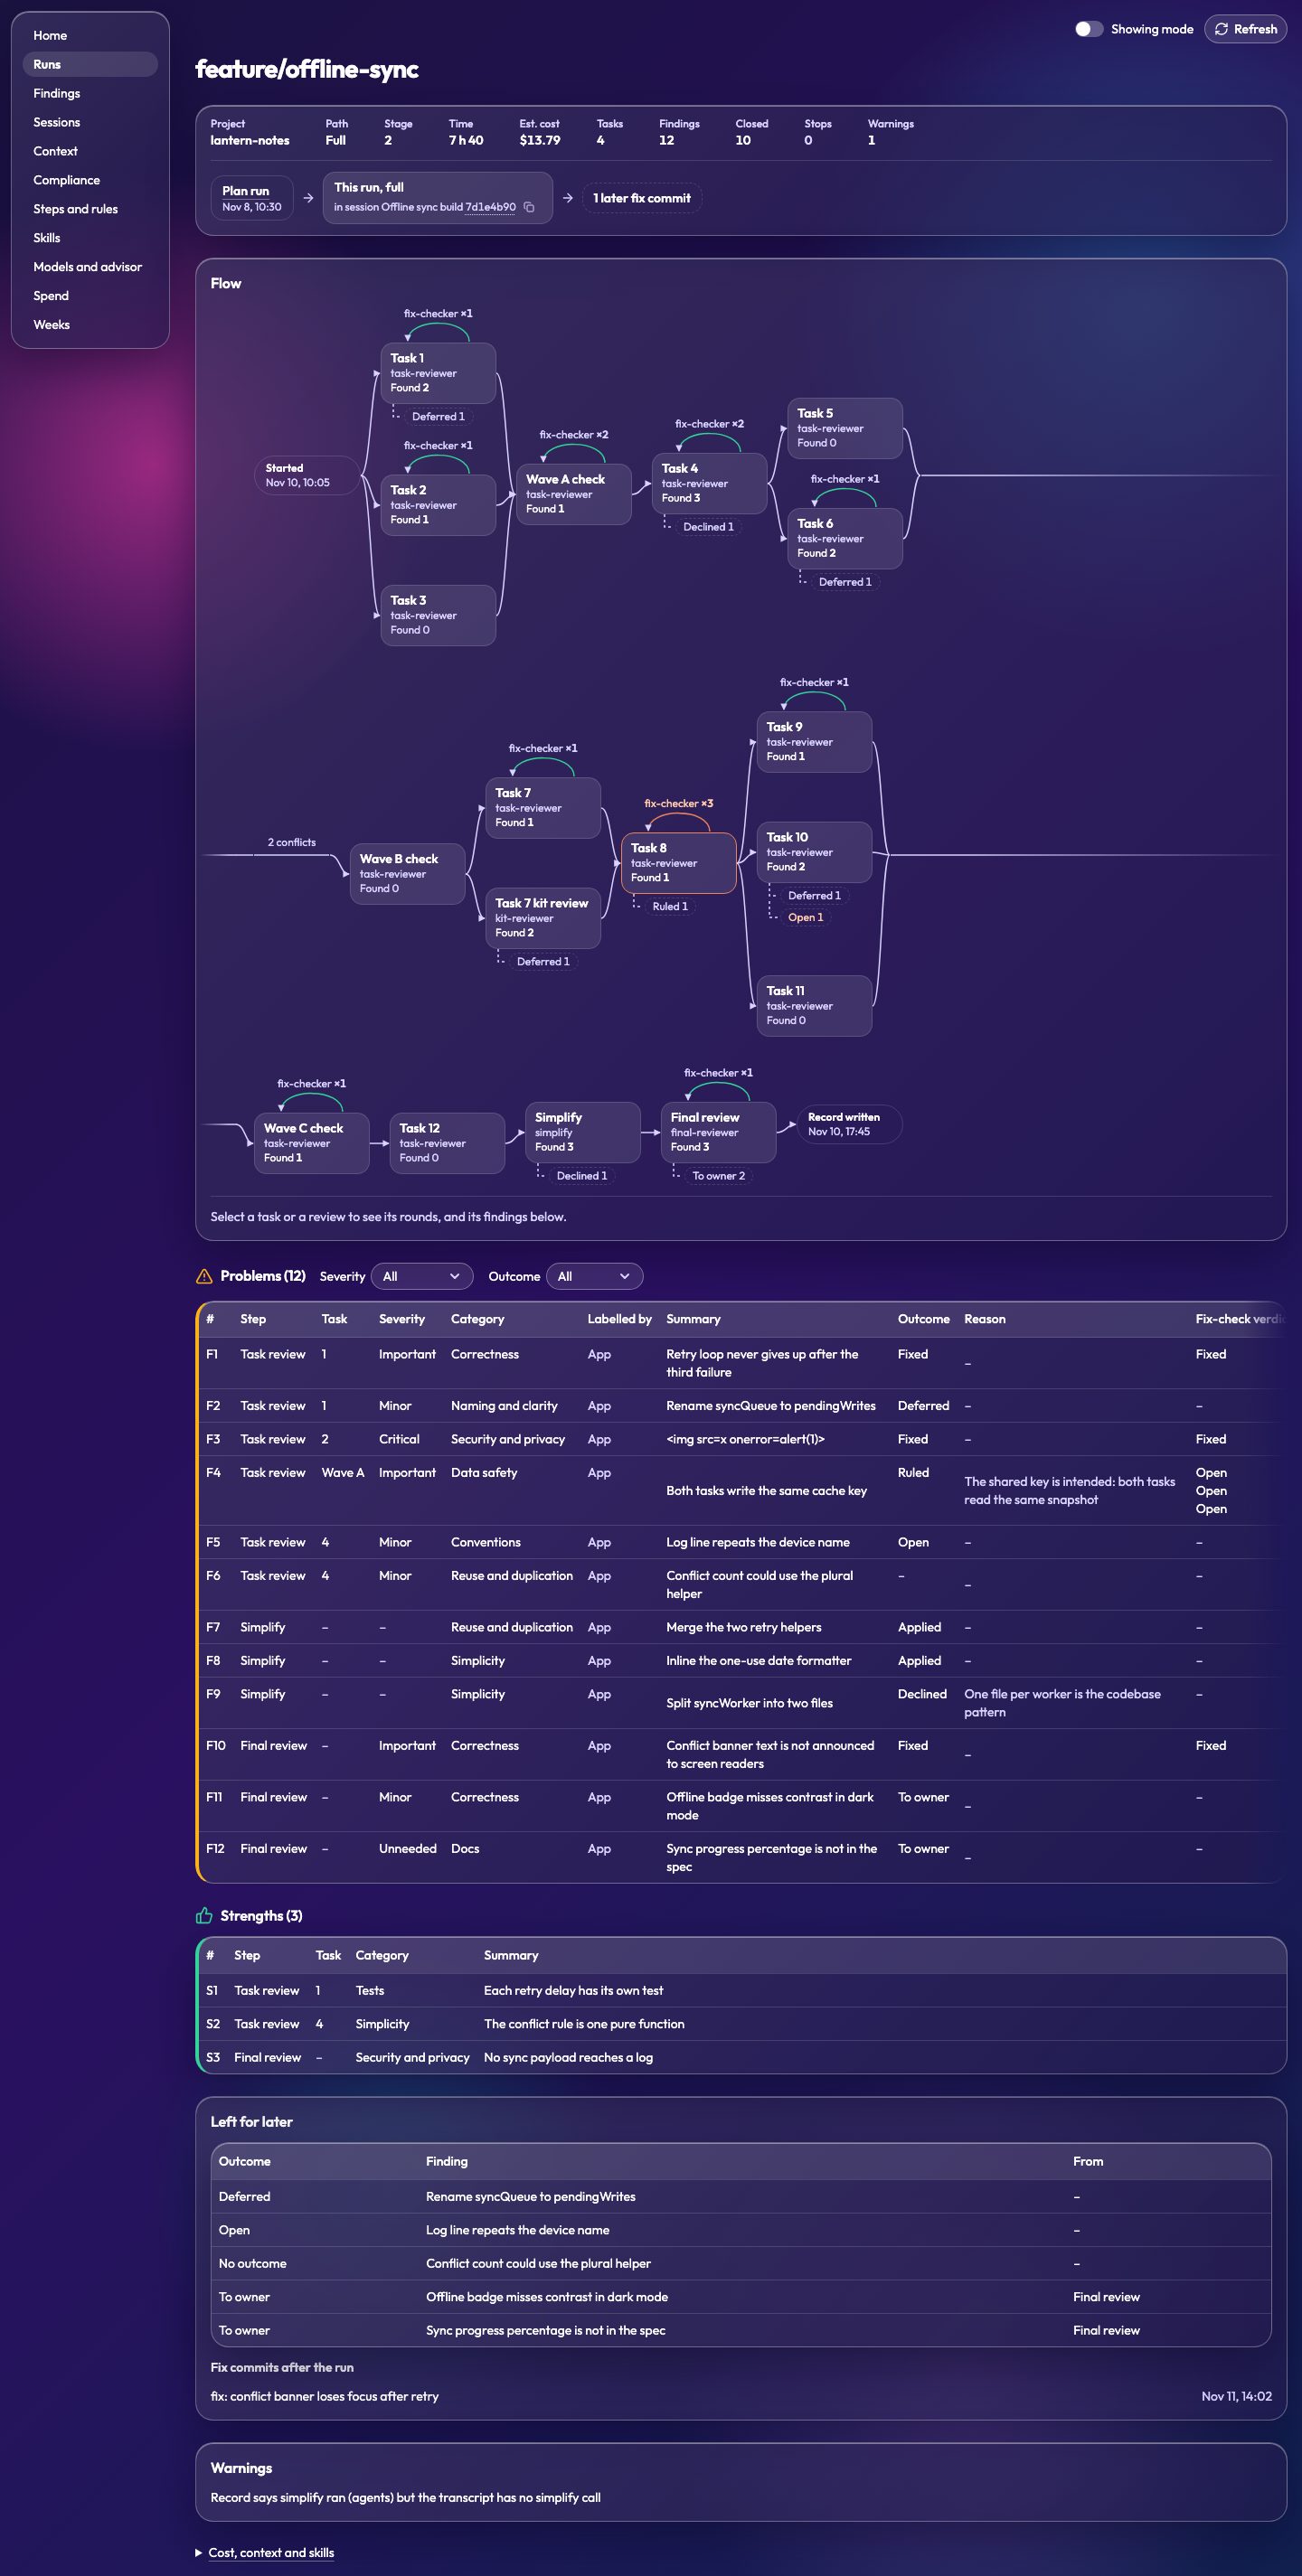 Home
Runs
Findings
Sessions
Context
Compliance
Steps and rules
Skills
Models and advisor
Spend
Weeks
Showing mode
Refresh
feature/offline-sync
Project Path Stage Time Est. cost Tasks Findings Closed Stops Warnings
lantern-notes Full 2 7 h 40 $13.79 4 12 10 0 1
Plan run
Nov 8, 10:30
This run, full
in session Offline sync build 7d1e4b90
1 later fix commit
Flow
fix-checker ×1
Task 1
task-reviewer
Found 2
Deferred 1
fix-checker ×1
Task 2
task-reviewer
Found 1
Task 3
task-reviewer
Found 0
Started
Nov 10, 10:05
fix-checker ×2
Wave A check
task-reviewer
Found 1
fix-checker ×2
Task 4
task-reviewer
Found 3
Declined 1
Task 5
task-reviewer
Found 0
fix-checker ×1
Task 6
task-reviewer
Found 2
Deferred 1
2 conflicts
Wave B check
task-reviewer
Found 0
fix-checker ×1
Task 7
task-reviewer
Found 1
Task 7 kit review
kit-reviewer
Found 2
Deferred 1
fix-checker ×3
Task 8
task-reviewer
Found 1
Ruled 1
fix-checker ×1
Task 9
task-reviewer
Found 1
Task 10
task-reviewer
Found 2
Deferred 1
Open 1
Task 11
task-reviewer
Found 0
fix-checker ×1
Wave C check
task-reviewer
Found 1
Task 12
task-reviewer
Found 0
Simplify
simplify
Found 3
Declined 1
fix-checker ×1
Final review
final-reviewer
Found 3
To owner 2
Record written
Nov 10, 17:45
Select a task or a review to see its rounds, and its findings below.
Problems (12) Severity All Outcome All
# Step Task Severity Category Labelled by Summary Outcome Reason Fix-check
F1 Task review 1 Important Correctness App Retry loop never gives up after the Fixed – Fixed
third failure
F2 Task review 1 Minor Naming and clarity App Rename syncQueue to pendingWrites Deferred – –
F3 Task review 2 Critical Security and privacy App <img src=x onerror=alert(1)> Fixed – Fixed
F4 Task review Wave A Important Data safety App Both tasks write the same cache key Ruled The shared key is intended: both tasks Open
read the same snapshot Open
Open
F5 Task review 4 Minor Conventions App Log line repeats the device name Open – –
F6 Task review 4 Minor Reuse and duplication App Conflict count could use the plural – – –
helper
F7 Simplify – – Reuse and duplication App Merge the two retry helpers Applied – –
F8 Simplify – – Simplicity App Inline the one-use date formatter Applied – –
F9 Simplify – – Simplicity App Split syncWorker into two files Declined One file per worker is the codebase –
pattern
F10 Final review – Important Correctness App Conflict banner text is not announced Fixed – Fixed
to screen readers
F11 Final review – Minor Correctness App Offline badge misses contrast in dark To owner – –
mode
F12 Final review – Unneeded Docs App Sync progress percentage is not in the To owner – –
spec
Strengths (3)
# Step Task Category Summary
S1 Task review 1 Tests Each retry delay has its own test
S2 Task review 4 Simplicity The conflict rule is one pure function
S3 Final review – Security and privacy No sync payload reaches a log
Left for later
Outcome Finding From
Deferred Rename syncQueue to pendingWrites –
Open Log line repeats the device name –
No outcome Conflict count could use the plural helper –
To owner Offline badge misses contrast in dark mode Final review
To owner Sync progress percentage is not in the spec Final review
Fix commits after the run
fix: conflict banner loses focus after retry Nov 11, 14:02
Warnings
Record says simplify ran (agents) but the transcript has no simplify call
Cost, context and skills